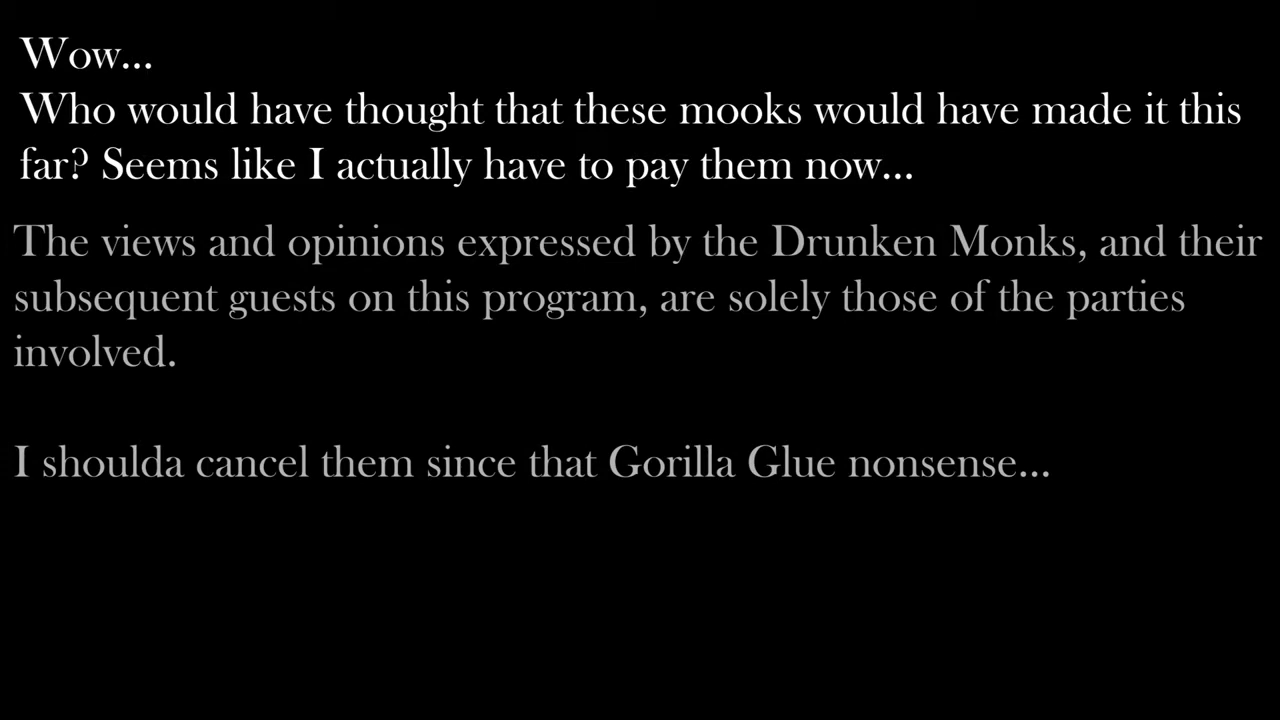 Wow...
Who would have thought that these mooks would have made it this
far? Seems like I actually have to pay them now...
The views and opinions expressed by the Drunken Monks, and their
subsequent guests on this program, are solely those of the parties
involved.
I shoulda cancel them since that Gorilla Glue nonsense...